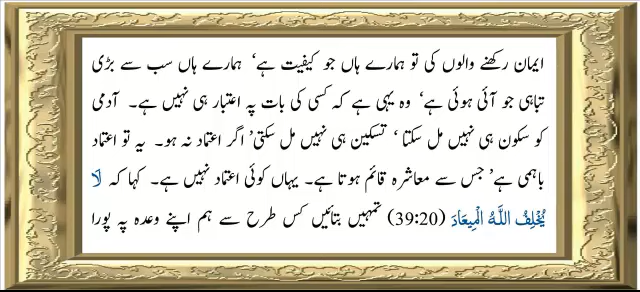 ایمان رکھنے والوں کی تو ہمارے ہاں جو کیفیت ہے‘ ہمارے ہاں سب سے بڑی
تباہی جو آئی ہوئی ہے‘ وہ یہی ہے کہ کسی کی بات پہ اعتبار ہی نہیں ہے۔ آدمی
کو سکون ہی نہیں مل سکتا‘ تسکین ہی نہیں مل سکتی‘ اگر اعتماد نہ ہو۔ یہ تو اعتماد
باہمی ہے‘ جس سے معاشرہ قائم ہوتا ہے۔ یہاں کوئی اعتماد نہیں ہے۔ کہا کہ لَا
يُخْلِفُ اللَّهُ الْمِيعَادَ (39:20) تمہیں بتائیں کس طرح سے ہم اپنے وعدہ پہ پورا